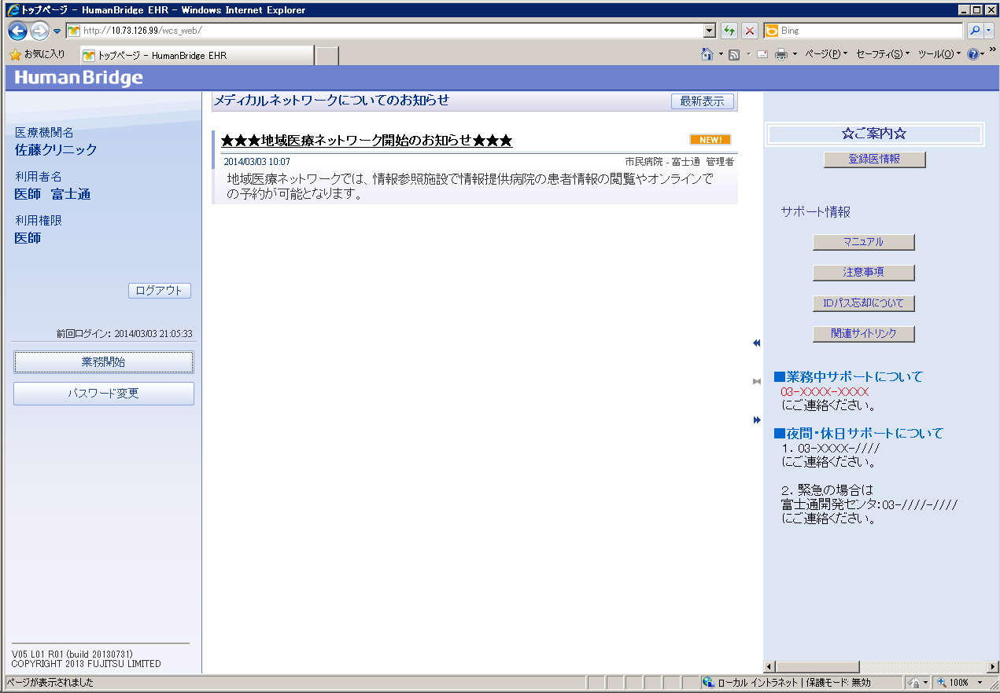 トップページ - HumanBridge EHR - Windows Internet Explorer
http://10.73.126.99/wcs_web/
Bing
お気に入り
トップページ - HumanBridge EHR
ページ(P)
セーフティ(S)
ツール(O)
HumanBridge
医療機関名
佐藤クリニック
利用者名
医師　富士通
利用権限
医師
ログアウト
前回ログイン: 2014/03/03 21:05:33
業務開始
パスワード変更
V05 L01 R01 (build 20130731)
COPYRIGHT 2013 FUJITSU LIMITED
メディカルネットワークについてのお知らせ
最新表示
★★★地域医療ネットワーク開始のお知らせ★★★
NEW!
2014/03/03 10:07
市民病院 - 富士通 管理者
地域医療ネットワークでは、情報参照施設で情報提供病院の患者情報の閲覧やオンラインで
の予約が可能となります。
☆ご案内☆
登録医情報
サポート情報
マニュアル
注意事項
IDパス忘却について
関連サイトリンク
■業務中サポートについて
03-XXXX-XXXX
にご連絡ください。
■夜間・休日サポートについて
1. 03-XXXX-////
にご連絡ください。
2. 緊急の場合は
富士通開発センタ:03-////-////
にご連絡ください。
ページが表示されました
ローカル イントラネット | 保護モード: 無効
100%